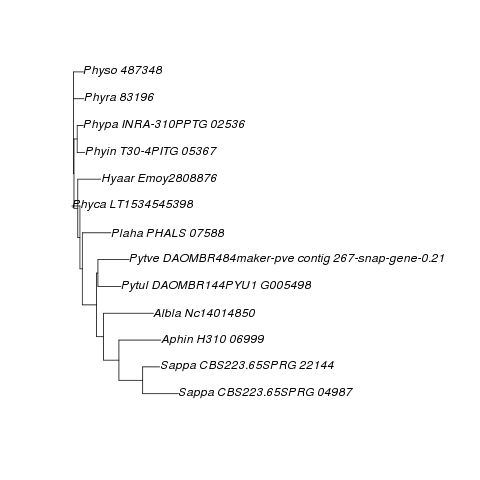 Physo 487348
Phyra 83196
Phypa INRA-310PPTG 02536
Phyin T30-4PITG 05367
Hyaar Emoy2808876
Phyca LT1534545398
Plaha PHALS 07588
Pytve DAOMBR484maker-pve contig 267-snap-gene-0.21
Pytul DAOMBR144PYU1 G005498
Albla Nc14014850
Aphin H310 06999
Sappa CBS223.65SPRG 22144
Sappa CBS223.65SPRG 04987